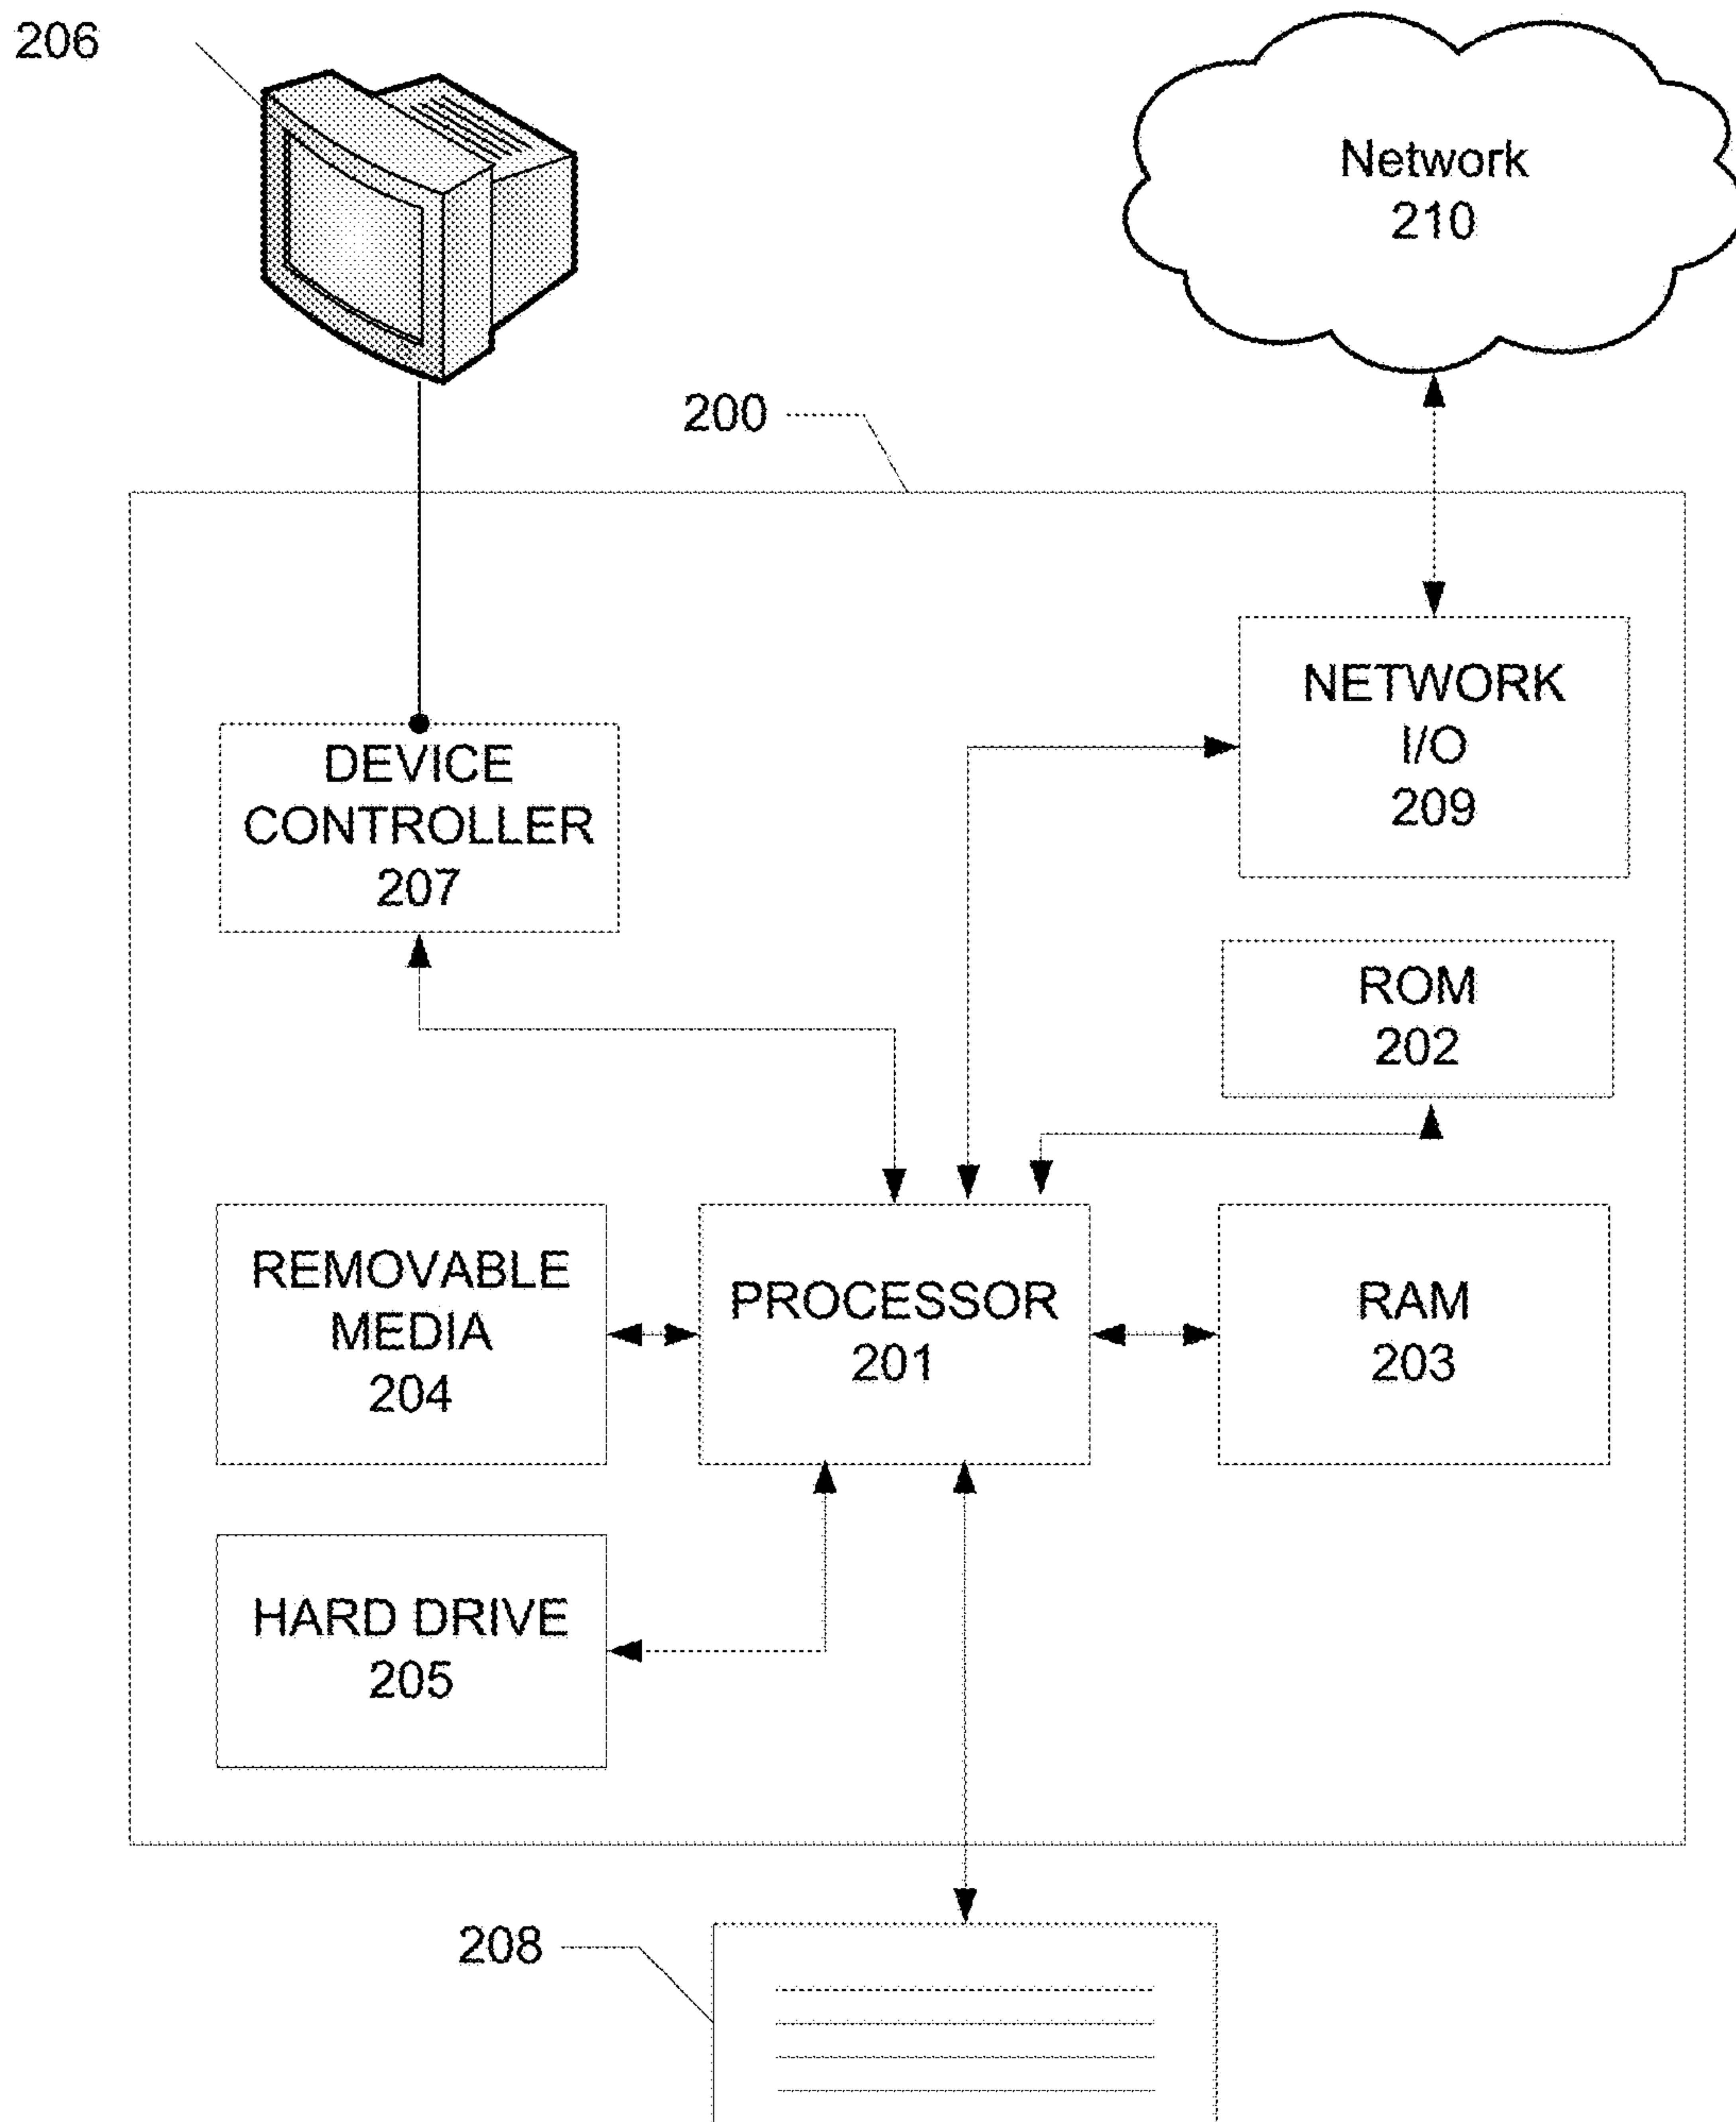 206
Network
210
200
NETWORK
I/O
209
DEVICE
CONTROLLER
207
ROM
202
REMOVABLE
MEDIA
204
PROCESSOR
201
RAM
203
HARD DRIVE
205
208